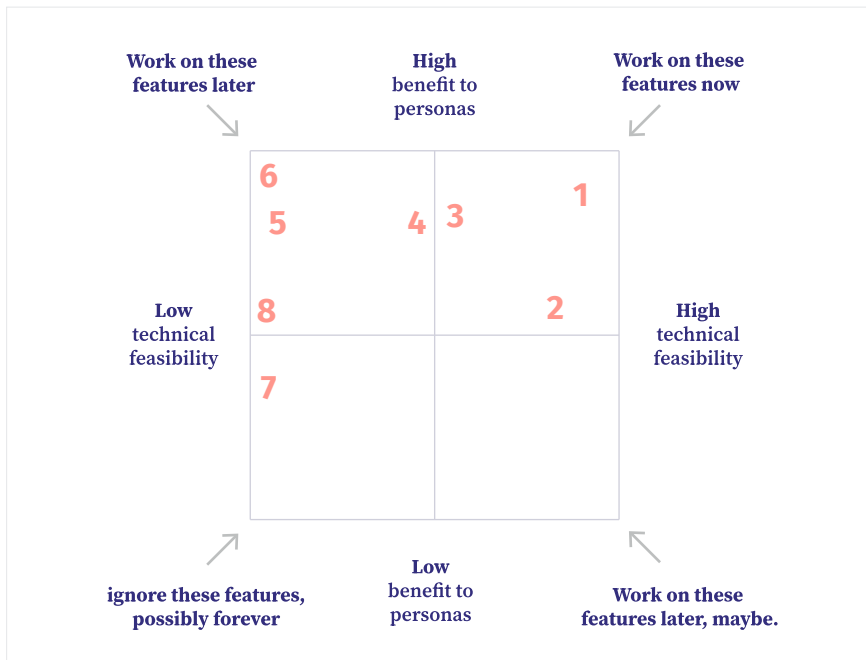 Work on these
features later
High
benefit to
personas
Work on these
features now
6
5
4
3
1
8
2
Low
technical
feasibility
High
technical
feasibility
7
ignore these features,
possibly forever
Low
benefit to
personas
Work on these
features later, maybe.